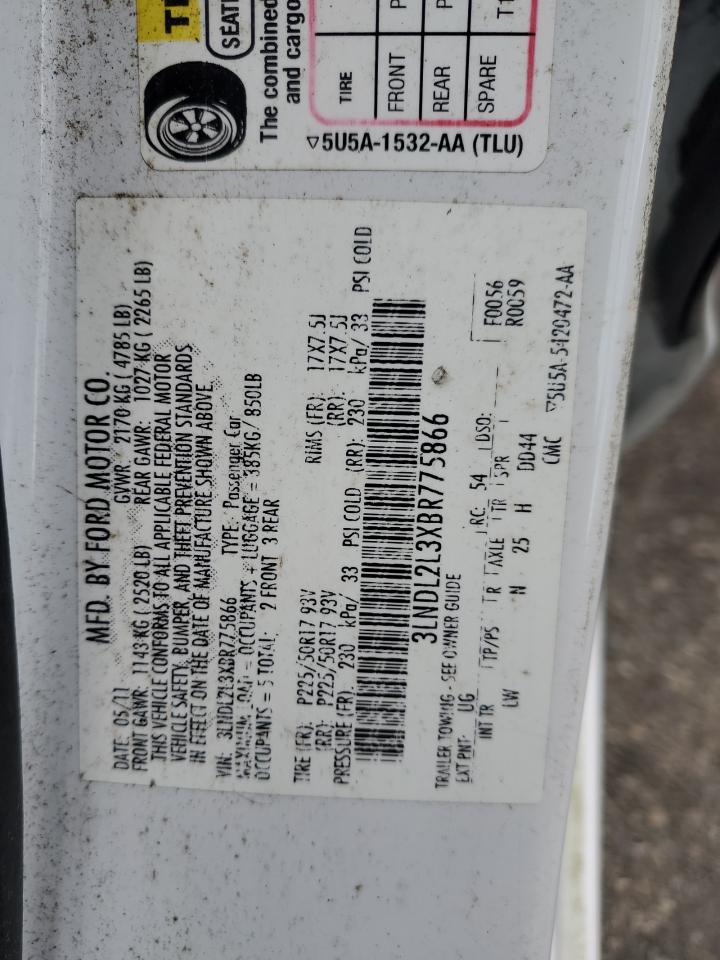 SEATI
The combined
and cargo
TIRE
FRONT P
REAR P
SPARE T1
▽5U5A-1532-AA (TLU)
MFD. BY FORD MOTOR CO.
DATE: 05/11 GVWR: 2170 KG ( 4785 LB)
FRONT GAWR: 1143 KG ( 2520 LB) REAR GAWR: 1027 KG ( 2265 LB)
THIS VEHICLE CONFORMS TO ALL APPLICABLE FEDERAL MOTOR
VEHICLE SAFETY, BUMPER, AND THEFT PREVENTION STANDARDS
IN EFFECT ON THE DATE OF MANUFACTURE SHOWN ABOVE.
VIN: 3LNDL2L3XBR775866 TYPE: Passenger Car
MAXIMUM LOAD = OCCUPANTS + LUGGAGE = 385KG/ 850LB
OCCUPANTS = 5 TOTAL: 2 FRONT 3 REAR
TIRE (FR): P225/50R17 93V RIMS (FR): 17X7.5J
(RR): P225/50R17 93V (RR): 17X7.5J
PRESSURE (FR): 230 kPa/ 33 PSI COLD (RR): 230 kPa/ 33 PSI COLD
3LNDL2L3XBR775866
TRAILER TOWING - SEE OWNER GUIDE
EXT PNT: UG RC: 54 DSO: F0056
INT TR TP/PS R AXLE TR SPR R0059
LW N 25 H DD44
CMC ▽5U5A-5420472-AA